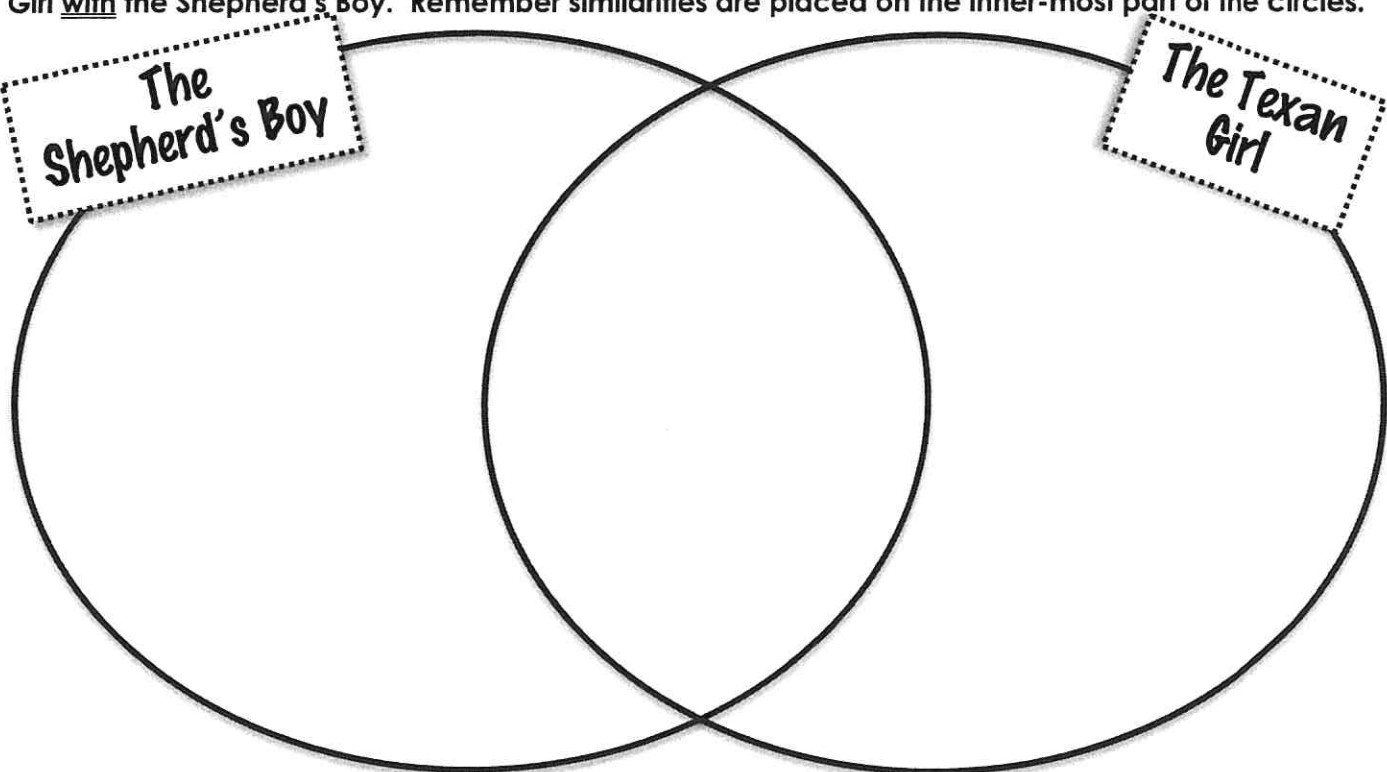 Girl with the Shepherd's Boy. Remember similarities are placed on the inner-most part of the circles.
The
Shepherd's Boy
The Texan
Girl